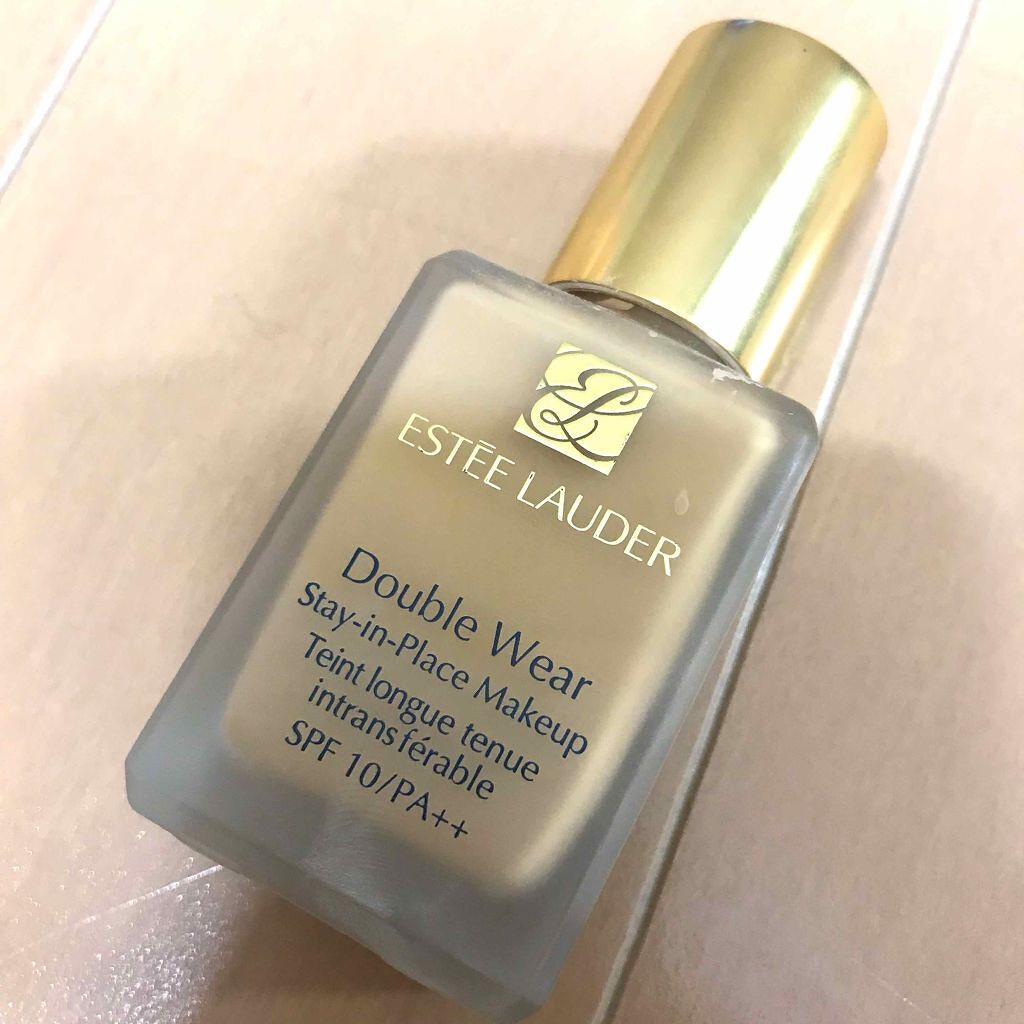 EL
ESTĒE LAUDER
Double Wear
Stay-in-Place Makeup
Teint longue tenue
intransférable
SPF 10/PA++